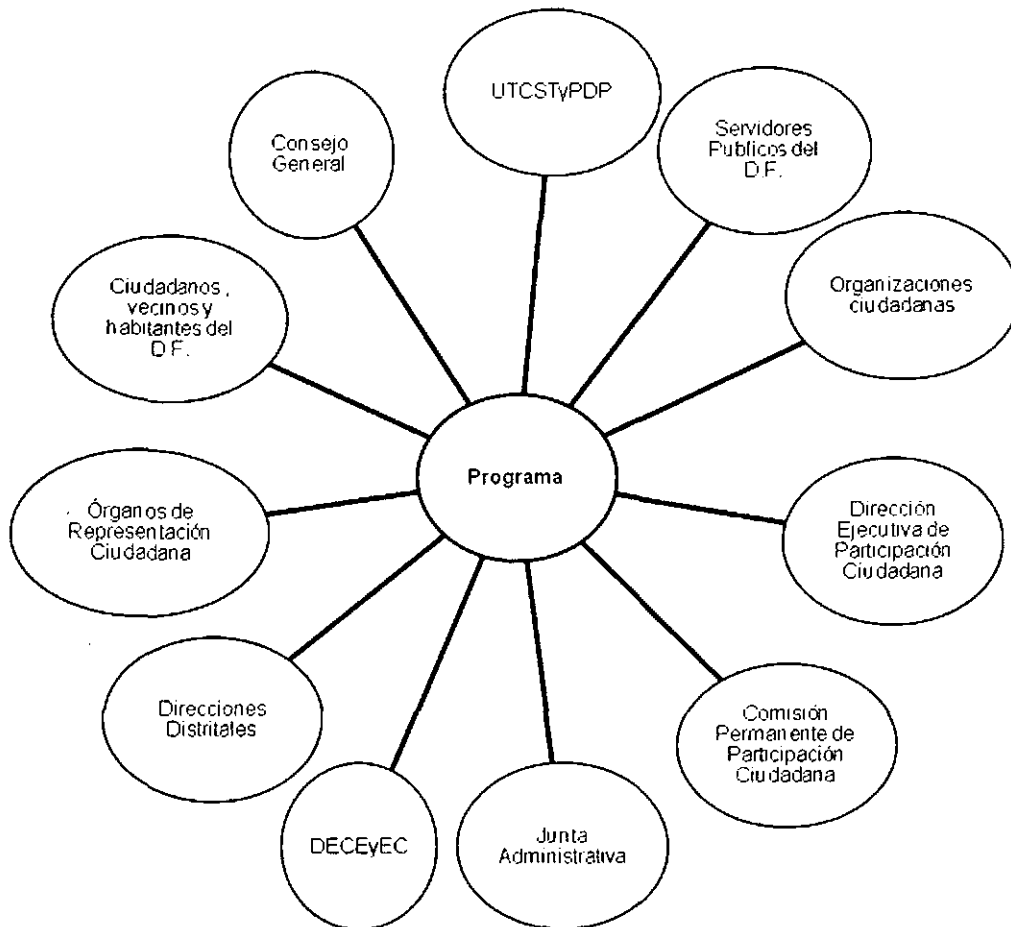 UTCSTyPDP
Consejo
General
Servidores
Publicos del
D.F.
Ciudadanos,
vecinos y
habitantes del
D.F.
Organizaciones
ciudadanas
Programa
Órganos de
Representación
Ciudadana
Dirección
Ejecutiva de
Participación
Ciudadana
Direcciones
Distritales
Comisión
Permanente de
Participación
Ciudadana
DECEyEC
Junta
Administrativa